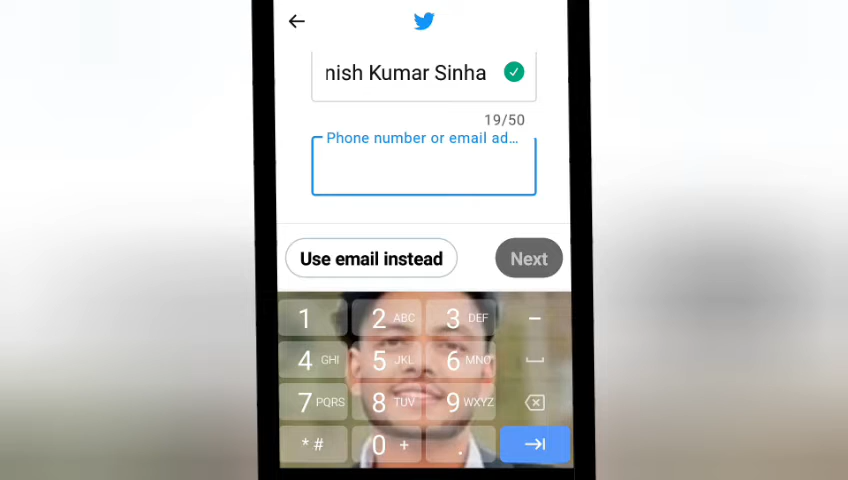 nish Kumar Sinha
19/50
Phone number or email ad...
Use email instead
Next
1 2 ABC 3 DEF –
4 GHI 5 JKL 6 MNO
7 PQRS 8 TUV 9 WXYZ
* # 0 + .